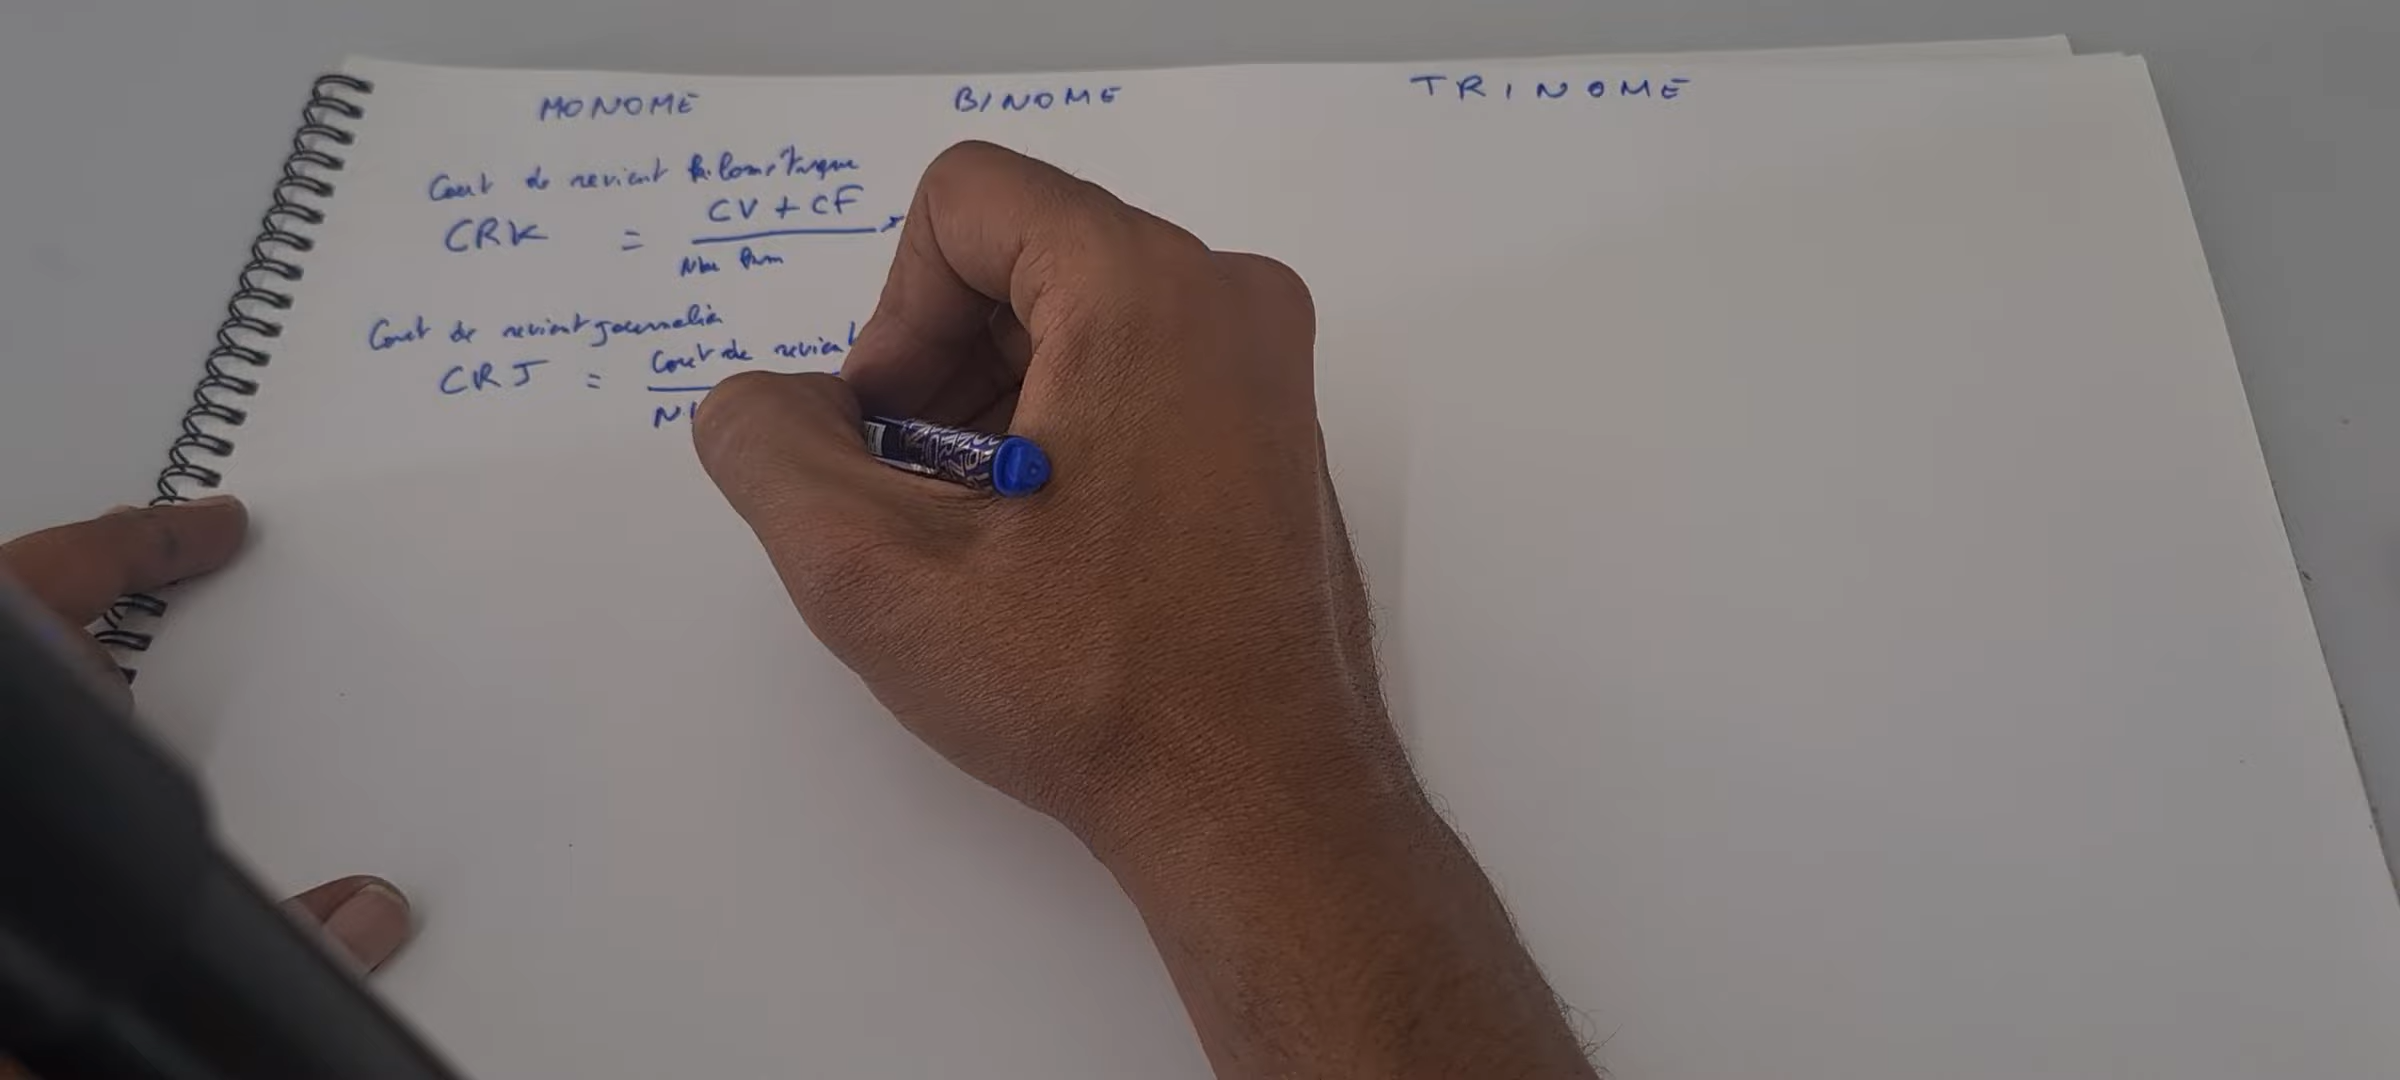 MONOME BINOME TRINOME
Cout de revient kilométrique
CRK = CV + CF
Nbre km
Cout de revient journalier
CRJ = Cout de revient